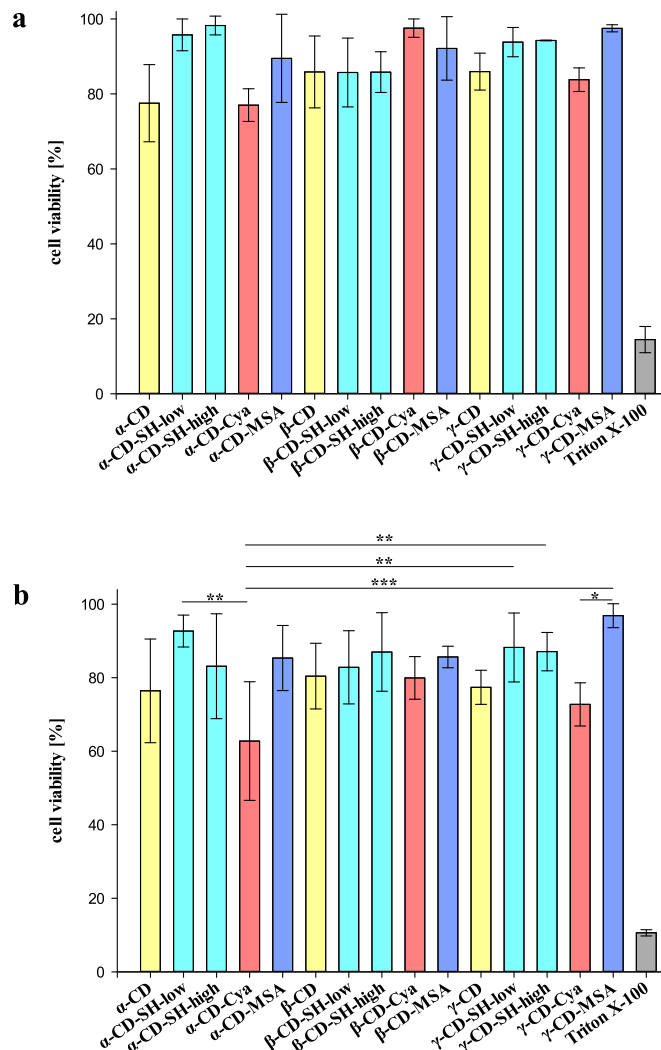 a
100
80
60
40
20
0
cell viability [%]
α-CD
α-CD-SH-low
α-CD-SH-high
α-CD-Cya
α-CD-MSA
β-CD
β-CD-SH-low
β-CD-SH-high
β-CD-Cya
β-CD-MSA
γ-CD
γ-CD-SH-low
γ-CD-SH-high
γ-CD-Cya
γ-CD-MSA
Triton X-100
b
**
**
***
**
*
100
80
60
40
20
0
cell viability [%]
α-CD
α-CD-SH-low
α-CD-SH-high
α-CD-Cya
α-CD-MSA
β-CD
β-CD-SH-low
β-CD-SH-high
β-CD-Cya
β-CD-MSA
γ-CD
γ-CD-SH-low
γ-CD-SH-high
γ-CD-Cya
γ-CD-MSA
Triton X-100